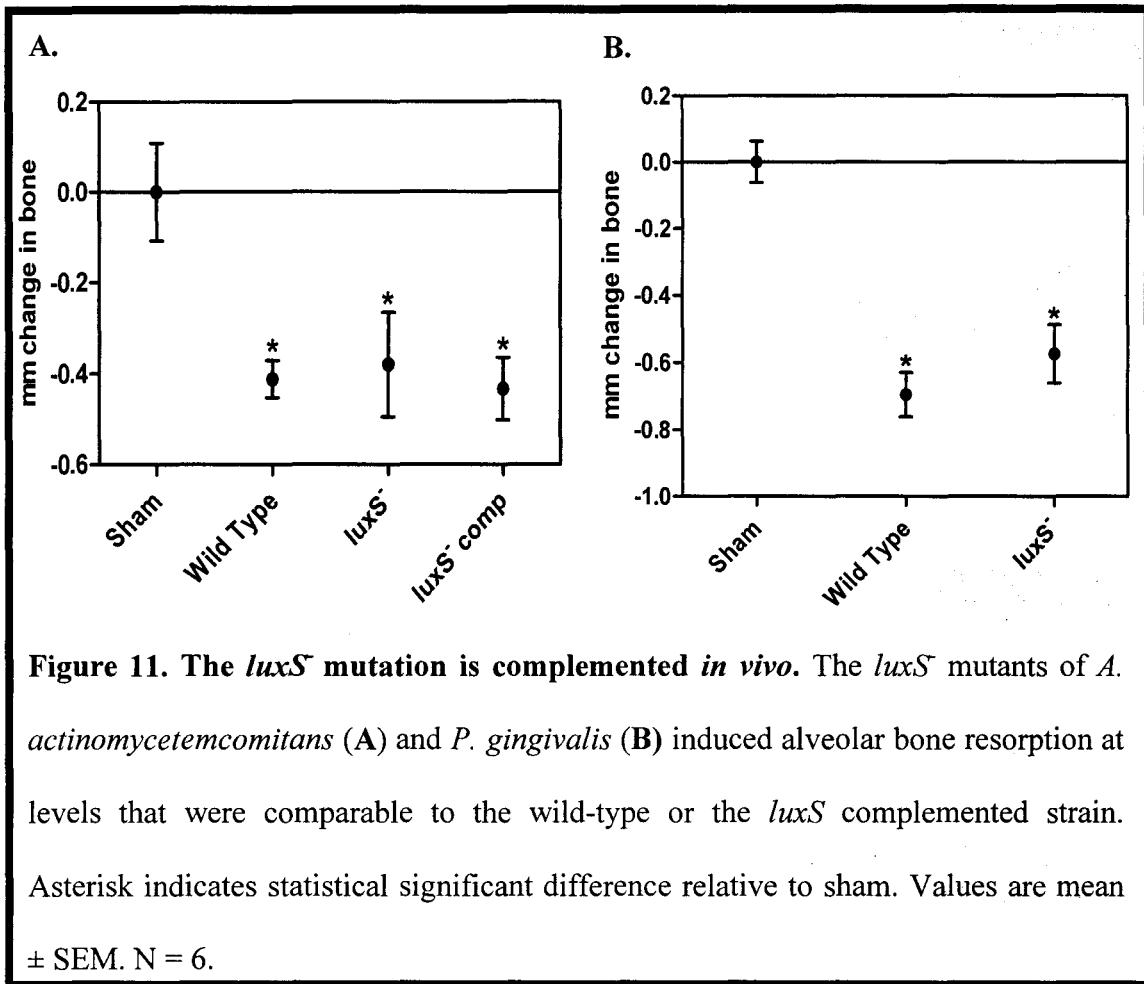 A.
B.
0.2
0.0
-0.2
-0.4
-0.6
mm change in bone
*
*
*
Sham
Wild Type
luxS-
luxS- comp
0.2
0.0
-0.2
-0.4
-0.6
-0.8
-1.0
mm change in bone
*
*
Sham
Wild Type
luxS-
Figure 11. The luxS- mutation is complemented in vivo. The luxS- mutants of A.
actinomycetemcomitans (A) and P. gingivalis (B) induced alveolar bone resorption at
levels that were comparable to the wild-type or the luxS complemented strain.
Asterisk indicates statistical significant difference relative to sham. Values are mean
± SEM. N = 6.